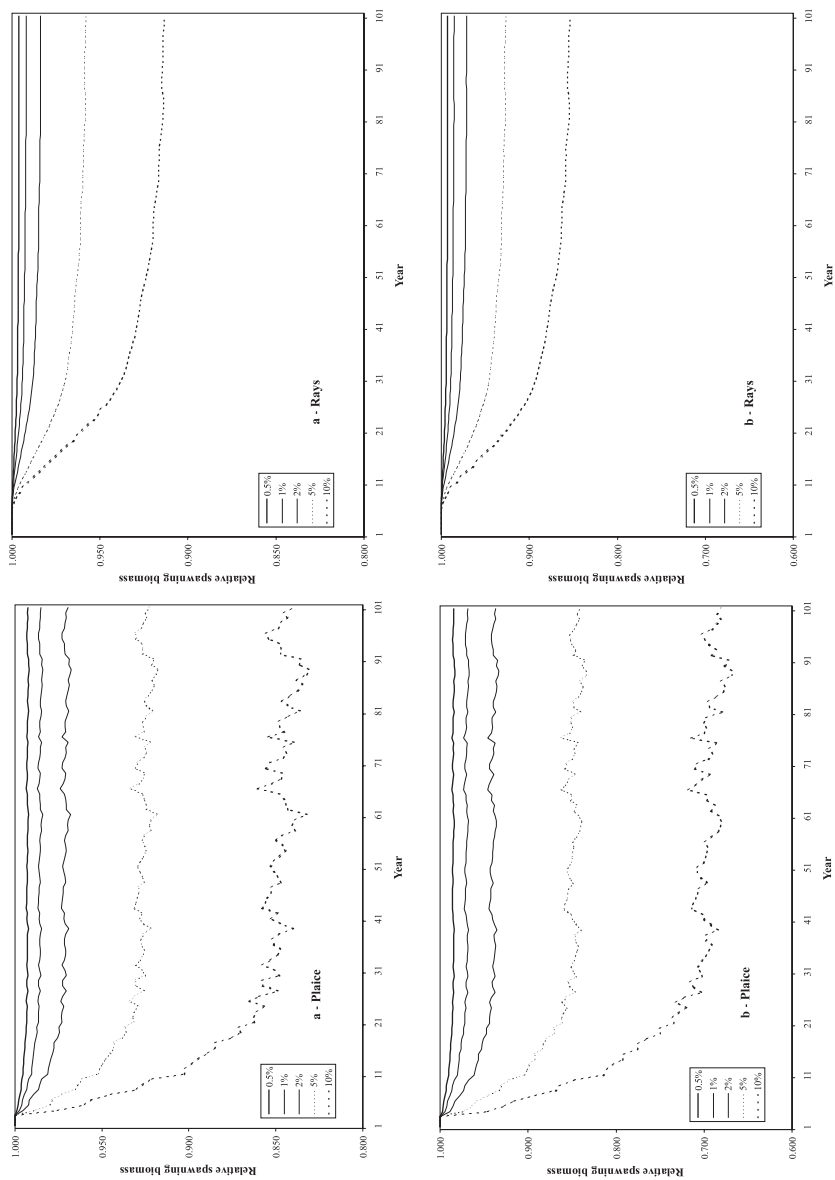 Relative spawning biomass
1.000
0.950
0.900
0.850
0.800
0.5%
1%
2%
5%
10%
a - Plaice
1 11 21 31 41 51 61 71 81 91 101
Year
Relative spawning biomass
1.000
0.950
0.900
0.850
0.800
0.5%
1%
2%
5%
10%
a - Rays
1 11 21 31 41 51 61 71 81 91 101
Year
Relative spawning biomass
1.000
0.900
0.800
0.700
0.600
0.5%
1%
2%
5%
10%
b - Plaice
1 11 21 31 41 51 61 71 81 91 101
Year
Relative spawning biomass
1.000
0.900
0.800
0.700
0.600
0.5%
1%
2%
5%
10%
b - Rays
1 11 21 31 41 51 61 71 81 91 101
Year